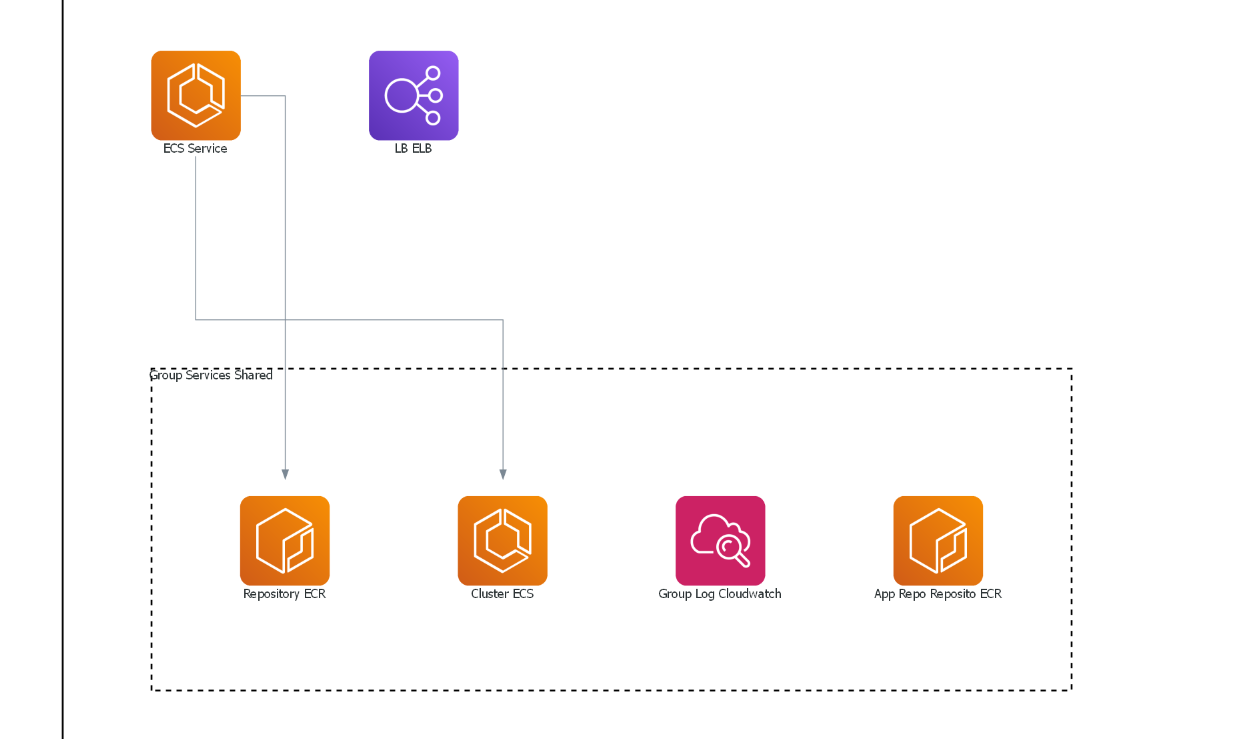 ECS Service
LB ELB
Group Services Shared
Repository ECR
Cluster ECS
Group Log Cloudwatch
App Repo Reposito ECR